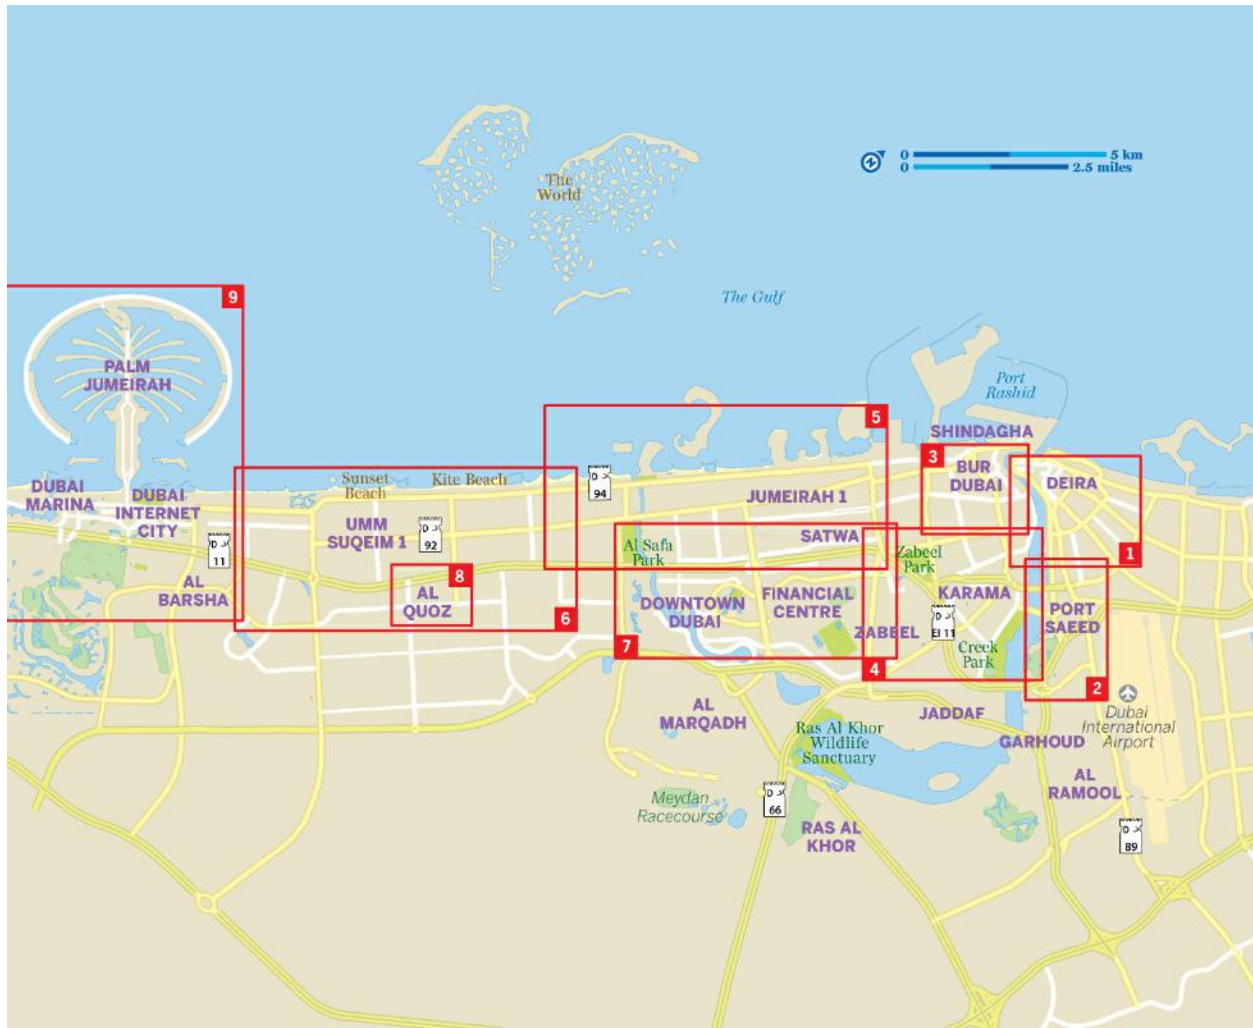 0 5 km
0 2.5 miles
The
World
The Gulf
9
PALM
JUMEIRAH
Port
Rashid
5
SHINDAGHA
3
BUR
DUBAI
DEIRA
Sunset
Beach
Kite Beach
D
94
JUMEIRAH 1
DUBAI
MARINA
DUBAI
INTERNET
CITY
UMM
SUQEIM 1
D
92
SATWA
D
11
Al Safa
Park
Zabeel
Park
1
8
AL
BARSHA
AL
QUOZ
6
DOWNTOWN
DUBAI
FINANCIAL
CENTRE
KARAMA
PORT
SAEED
D
E11
ZABEEL
7
4
Creek
Park
2
AL
MARQADH
JADDAF
Dubai
International
Airport
Ras Al Khor
Wildlife
Sanctuary
GARHOUD
AL
RAMOOL
Meydan
Racecourse
D
66
RAS AL
KHOR
D
89